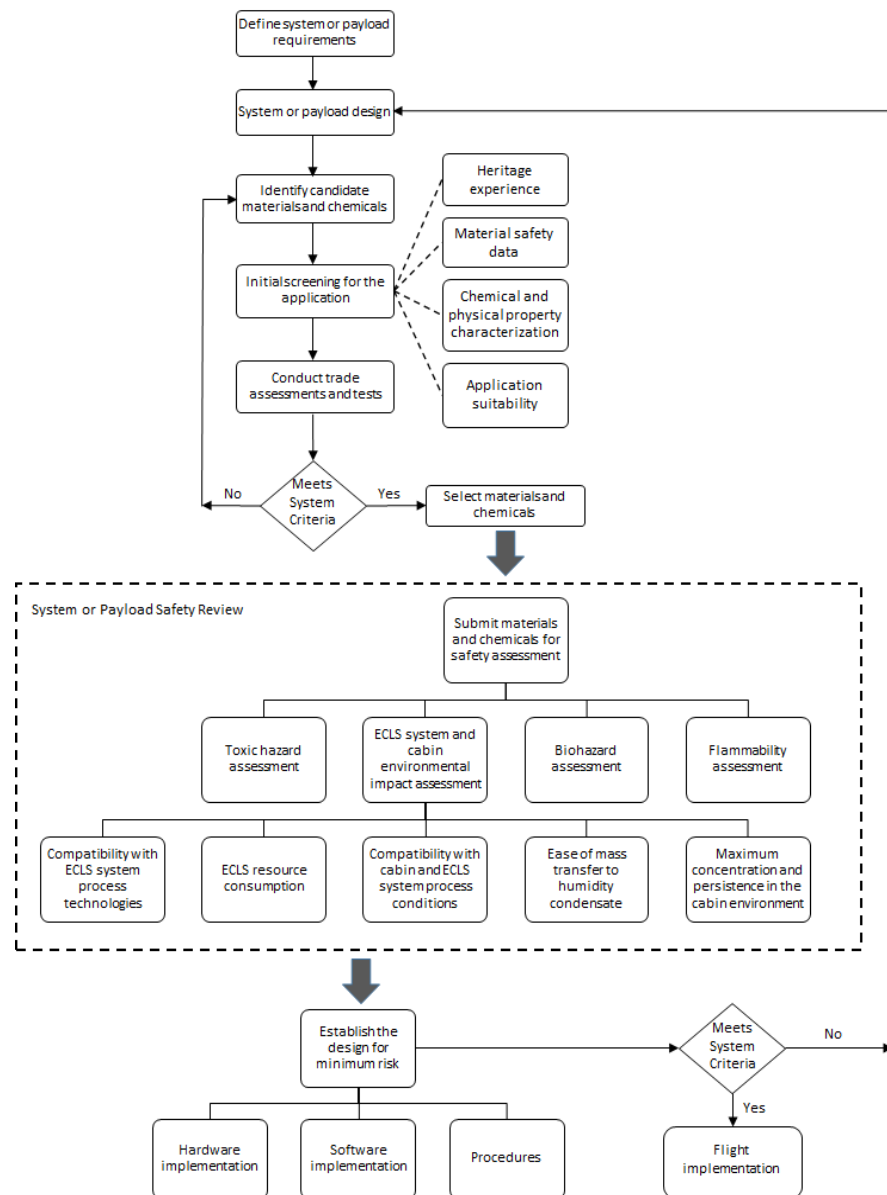 Define system or payload
requirements
System or payload design
Identify candidate
materials and chemicals
Heritage
experience
Material safety
data
Initial screening for the
application
Chemical and
physical property
characterization
Conduct trade
assessments and tests
Application
suitability
Meets
System
Criteria
No
Yes
Select materials and
chemicals
System or Payload Safety Review
Submit materials
and chemicals for
safety assessment
Toxic hazard
assessment
ECLS system and
cabin
environmental
impact assessment
Biohazard
assessment
Flammability
assessment
Compatibility with
ECLS system
process
technologies
ECLS resource
consumption
Compatibility with
cabin and ECLS
system process
conditions
Ease of mass
transfer to
humidity
condensate
Maximum
concentration and
persistence in the
cabin environment
Establish the
design for
minimum risk
Meets
System
Criteria
No
Yes
Hardware
implementation
Software
implementation
Procedures
Flight
implementation